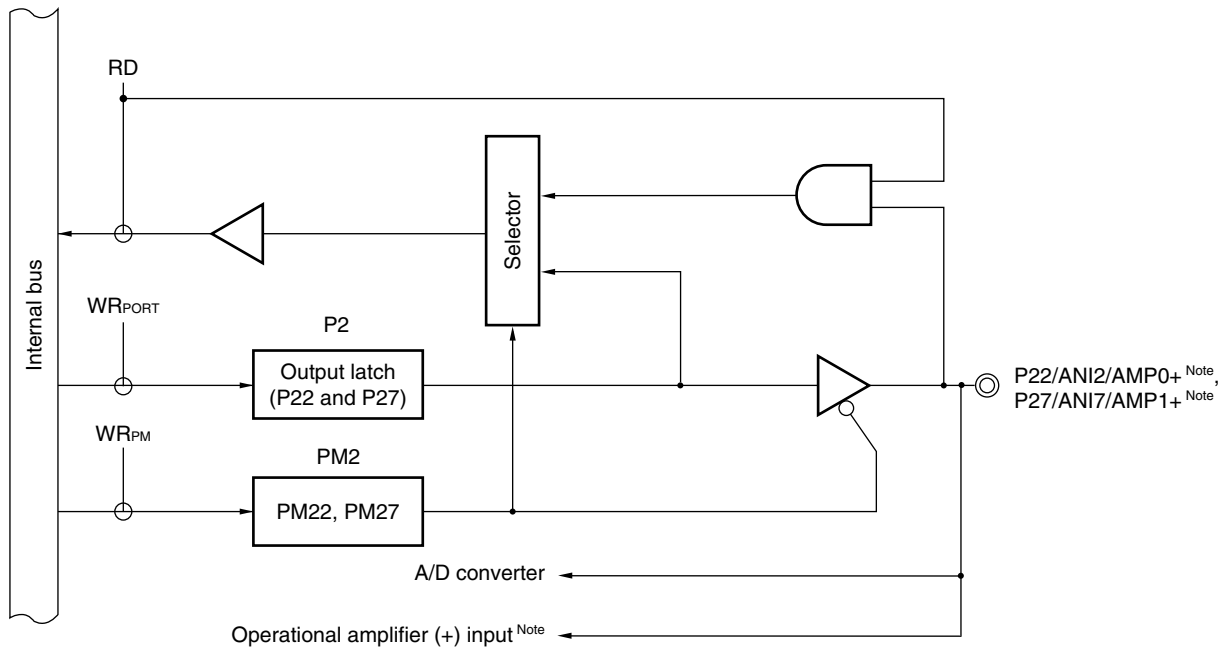 RD
Internal bus
Selector
WRPORT
P2
Output latch
(P22 and P27)
P22/ANI2/AMP0+ Note,
P27/ANI7/AMP1+ Note
WRPM
PM2
PM22, PM27
A/D converter
Operational amplifier (+) input Note